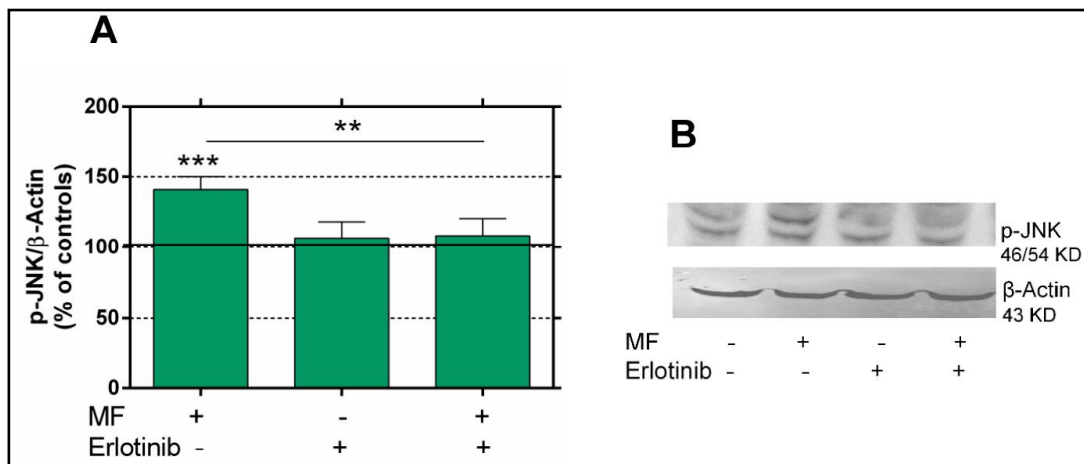 A
p-JNK/β-Actin
(% of controls)
200
150
100
50
0
**
***
MF + - +
Erlotinib - + +
B
p-JNK
46/54 KD
β-Actin
43 KD
MF - + - +
Erlotinib - - + +